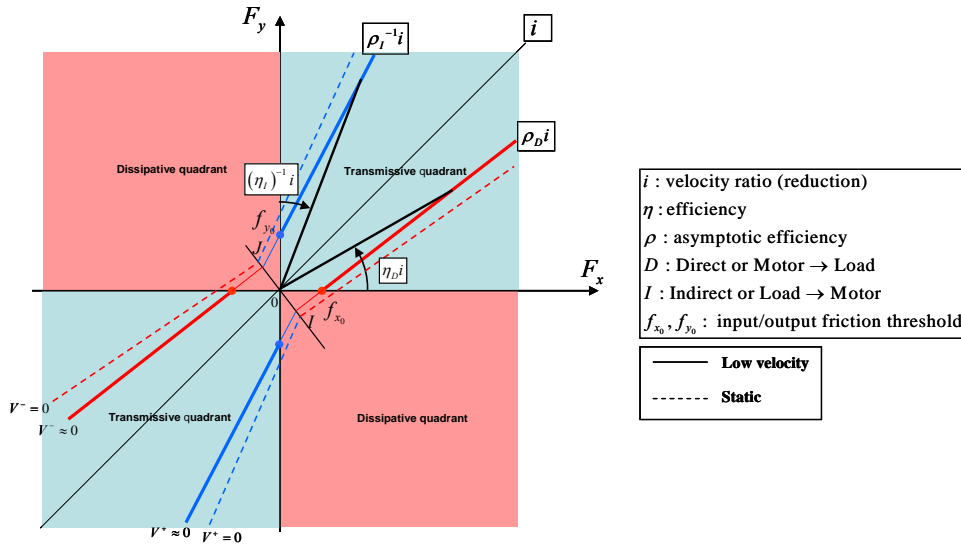 F_y
i
ρ_I⁻¹i
ρ_D i
Dissipative quadrant
Transmissive quadrant
(η_I)⁻¹ i
f_{y_0}
J
η_D i
F_x
0
I
f_{x_0}
V⁻ = 0
V⁻ ≈ 0
Transmissive quadrant
Dissipative quadrant
V⁺ ≈ 0
V⁺ = 0
i : velocity ratio (reduction)
η : efficiency
ρ : asymptotic efficiency
D : Direct or Motor → Load
I : Indirect or Load → Motor
f_{x_0}, f_{y_0} : input/output friction threshold
Low velocity
Static